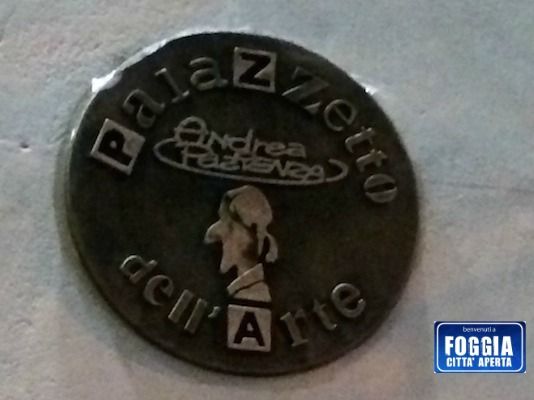 PalaZzetto
Andrea
Pazienza
dell'Arte
benvenuti a
FOGGIA
CITTA' APERTA